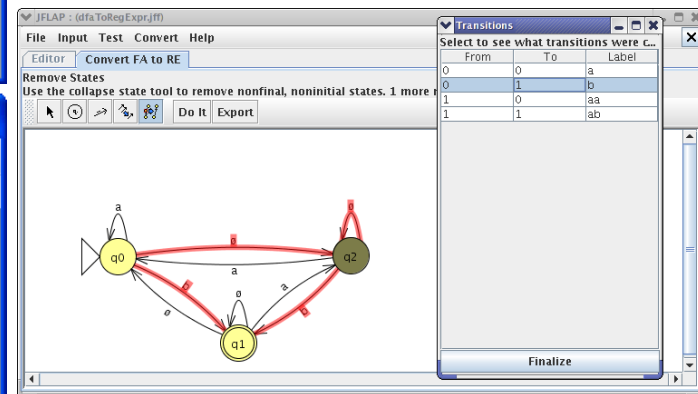 JFLAP : (dfaToRegExpr.jff)
File Input Test Convert Help
Editor Convert FA to RE
Remove States
Use the collapse state tool to remove nonfinal, noninitial states. 1 more r
Do It Export
a
q0
ø
ø
q2
a
b
ø
ø
a
b
q1
Transitions
Select to see what transitions were c...
From To Label
0 0 a
0 1 b
1 0 aa
1 1 ab
Finalize